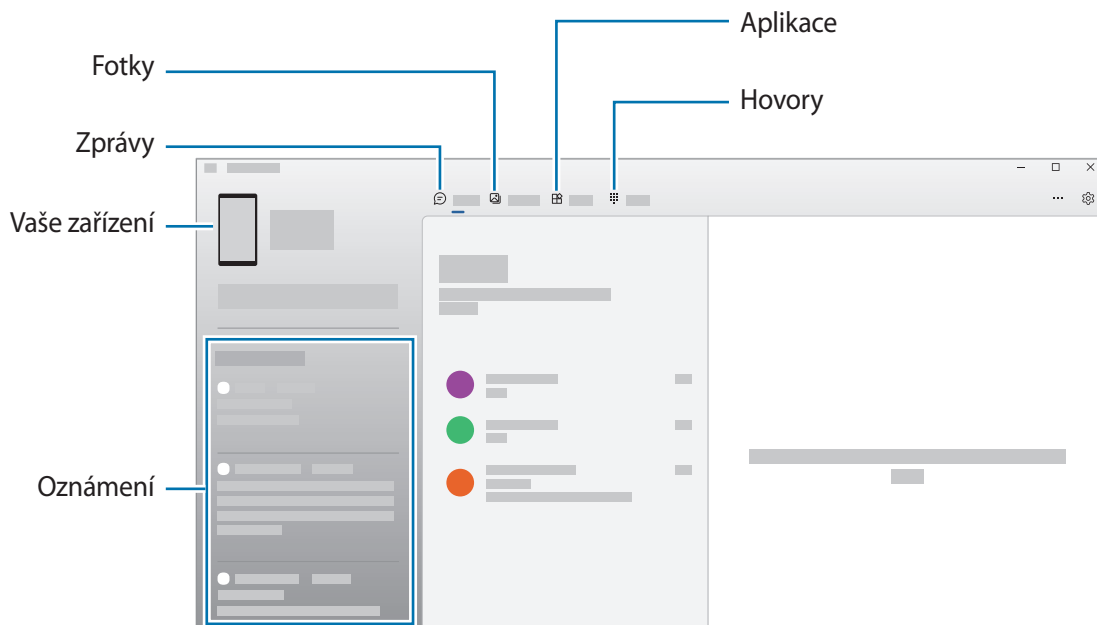 Aplikace
Fotky
Hovory
Zprávy
Vaše zařízení
Oznámení